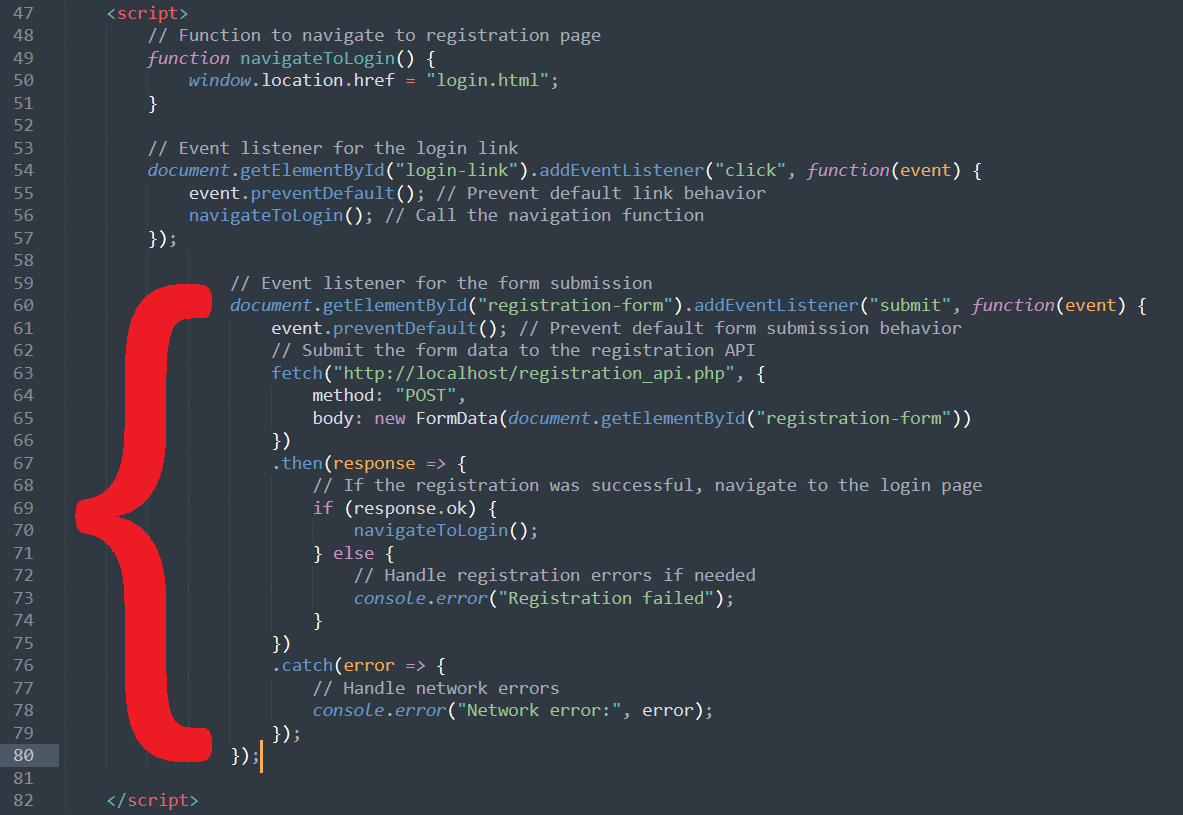 47 <script>
48 // Function to navigate to registration page
49 function navigateToLogin() {
50 window.location.href = "login.html";
51 }
52
53 // Event listener for the login link
54 document.getElementById("login-link").addEventListener("click", function(event) {
55 event.preventDefault(); // Prevent default link behavior
56 navigateToLogin(); // Call the navigation function
57 });
58
59 // Event listener for the form submission
60 document.getElementById("registration-form").addEventListener("submit", function(event) {
61 event.preventDefault(); // Prevent default form submission behavior
62 // Submit the form data to the registration API
63 fetch("http://localhost/registration_api.php", {
64 method: "POST",
65 body: new FormData(document.getElementById("registration-form"))
66 })
67 .then(response => {
68 // If the registration was successful, navigate to the login page
69 if (response.ok) {
70 navigateToLogin();
71 } else {
72 // Handle registration errors if needed
73 console.error("Registration failed");
74 }
75 })
76 .catch(error => {
77 // Handle network errors
78 console.error("Network error:", error);
79 });
80 });
81
82 </script>